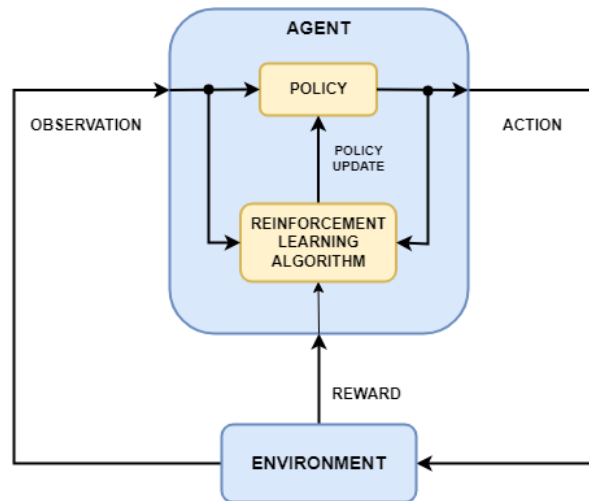 AGENT
POLICY
OBSERVATION
ACTION
POLICY
UPDATE
REINFORCEMENT
LEARNING
ALGORITHM
REWARD
ENVIRONMENT